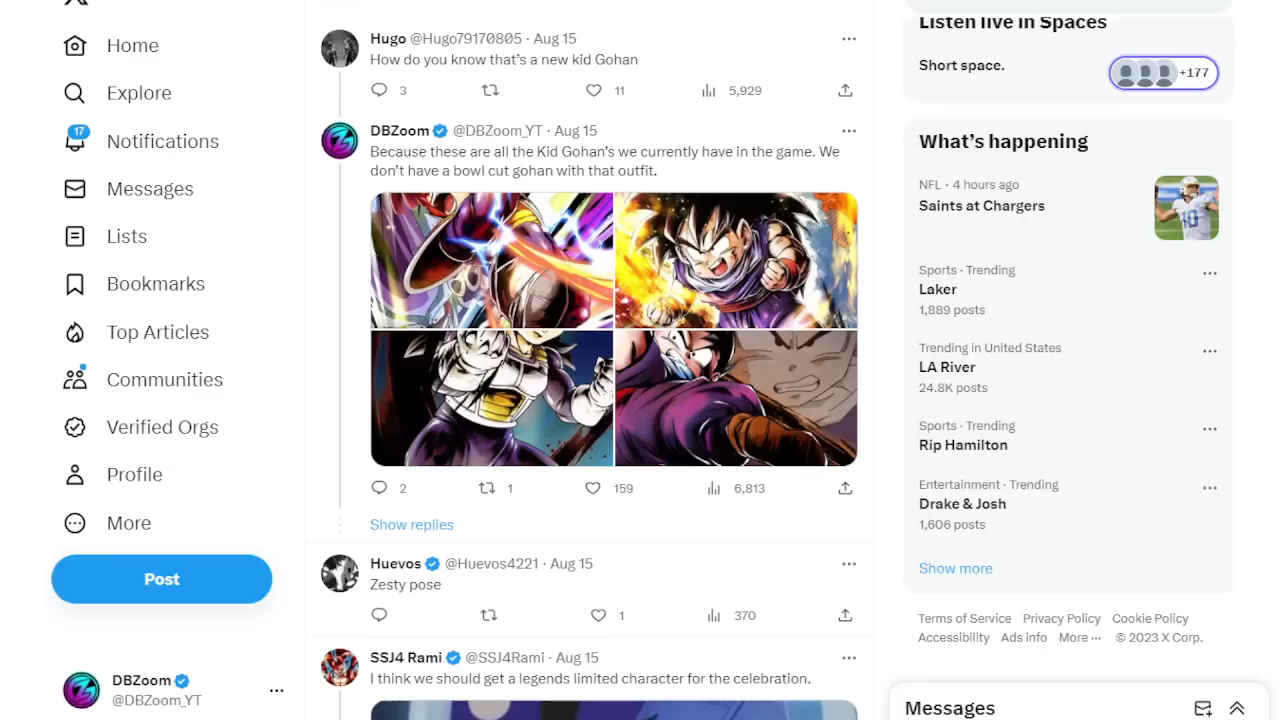 Home
Explore
17
Notifications
Messages
Lists
Bookmarks
Top Articles
Communities
Verified Orgs
Profile
More
Post
DBZoom
@DBZoom_YT
Hugo @Hugo79170805 · Aug 15
How do you know that's a new kid Gohan
3 11 5,929
DBZoom @DBZoom_YT · Aug 15
Because these are all the Kid Gohan's we currently have in the game. We
don't have a bowl cut gohan with that outfit.
2 1 159 6,813
Show replies
Huevos @Huevos4221 · Aug 15
Zesty pose
1 370
SSJ4 Rami @SSJ4Rami · Aug 15
I think we should get a legends limited character for the celebration.
Listen live in Spaces
Short space.
+177
What's happening
NFL · 4 hours ago
Saints at Chargers
Sports · Trending
Laker
1,889 posts
Trending in United States
LA River
24.8K posts
Sports · Trending
Rip Hamilton
Entertainment · Trending
Drake & Josh
1,606 posts
Show more
Terms of Service Privacy Policy Cookie Policy
Accessibility Ads info More ··· © 2023 X Corp.
Messages